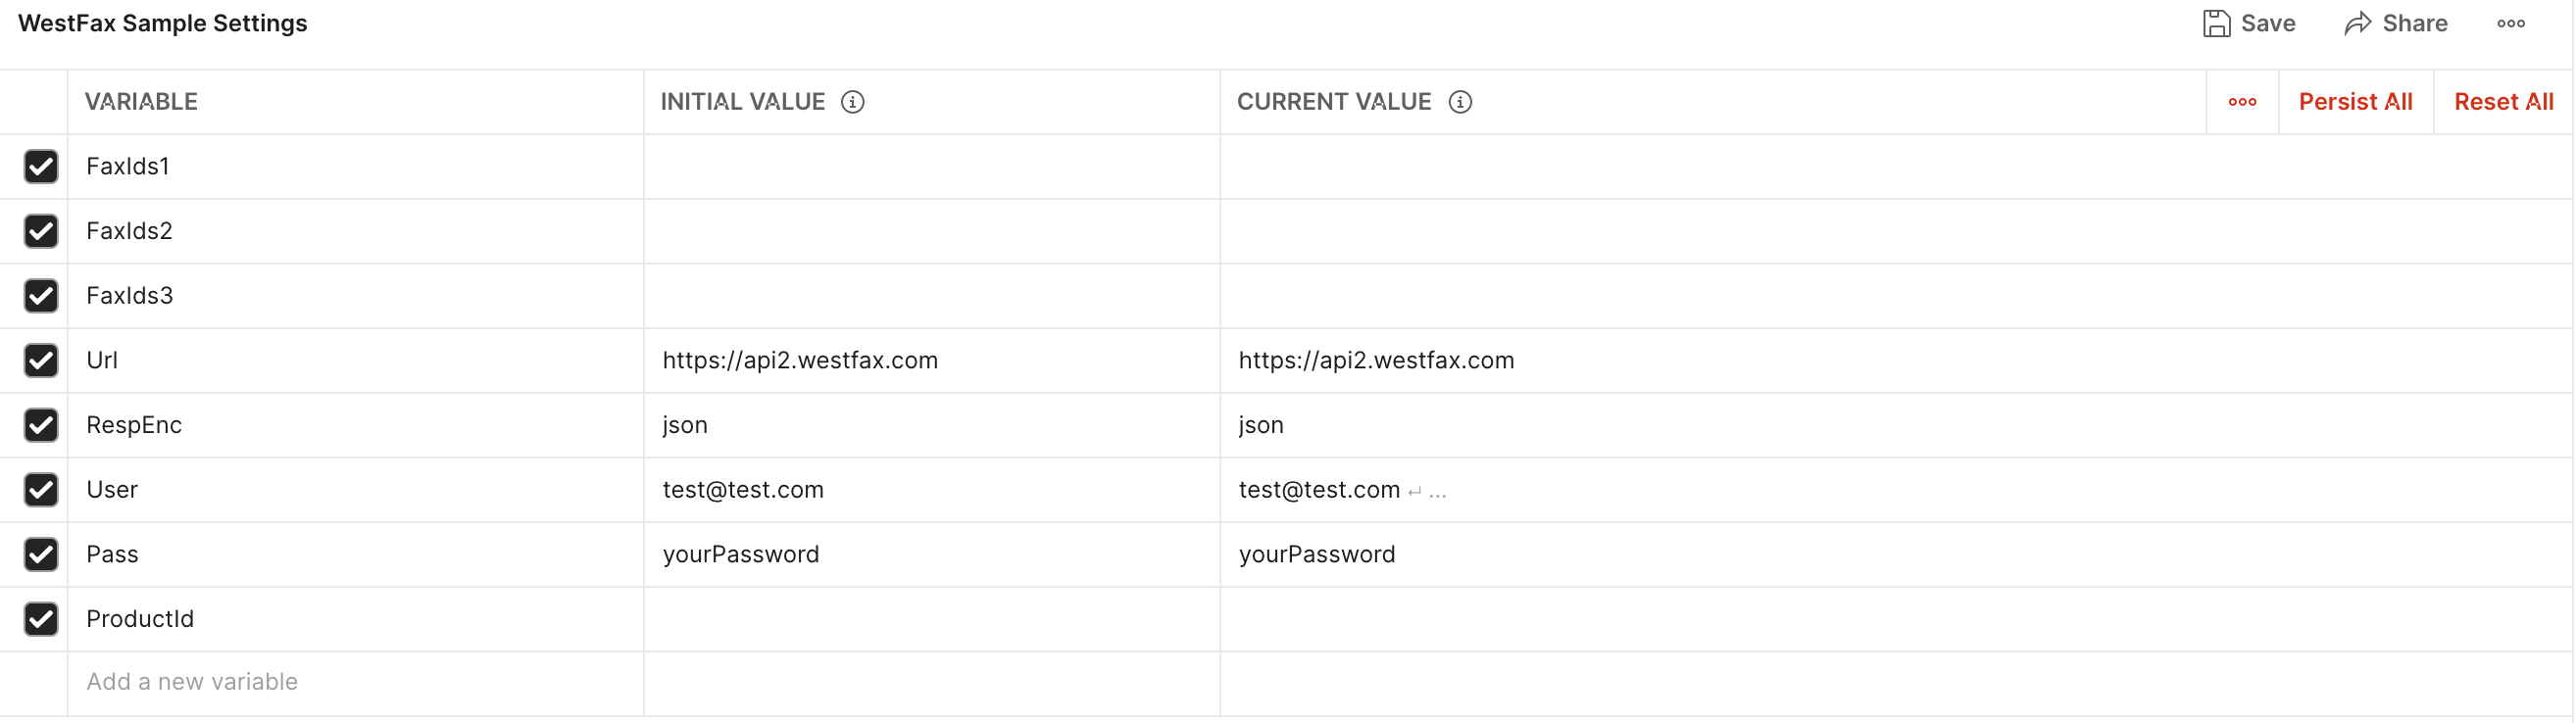 WestFax Sample Settings Save Share
VARIABLE INITIAL VALUE CURRENT VALUE Persist All Reset All
FaxIds1
FaxIds2
FaxIds3
Url https://api2.westfax.com https://api2.westfax.com
RespEnc json json
User test@test.com test@test.com ↵ ...
Pass yourPassword yourPassword
ProductId
Add a new variable